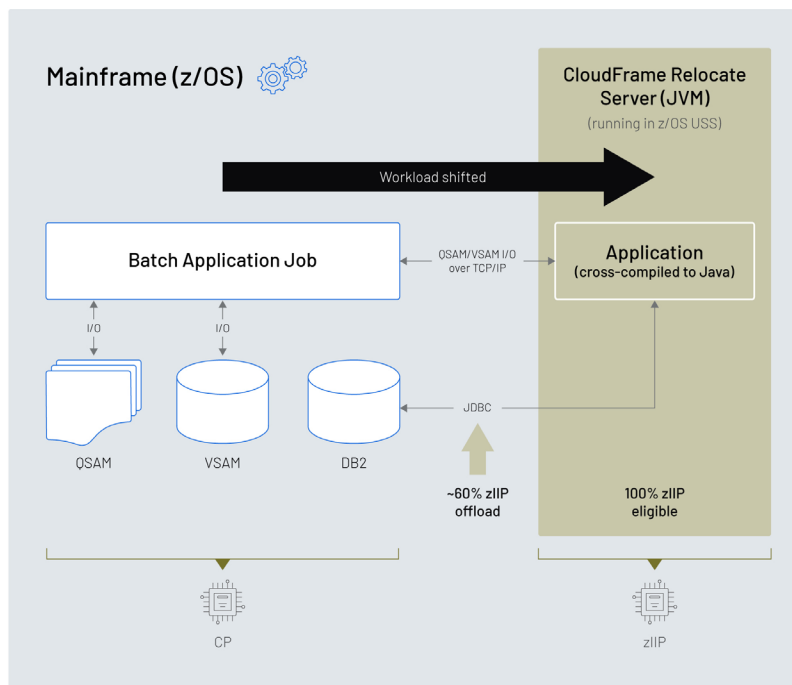 Mainframe (z/OS)
CloudFrame Relocate
Server (JVM)
(running in z/OS USS)
Workload shifted
Batch Application Job
QSAM/VSAM I/O
over TCP/IP
Application
(cross-compiled to Java)
I/O
I/O
JDBC
QSAM
VSAM
DB2
~60% zIIP
offload
100% zIIP
eligible
CP
zIIP